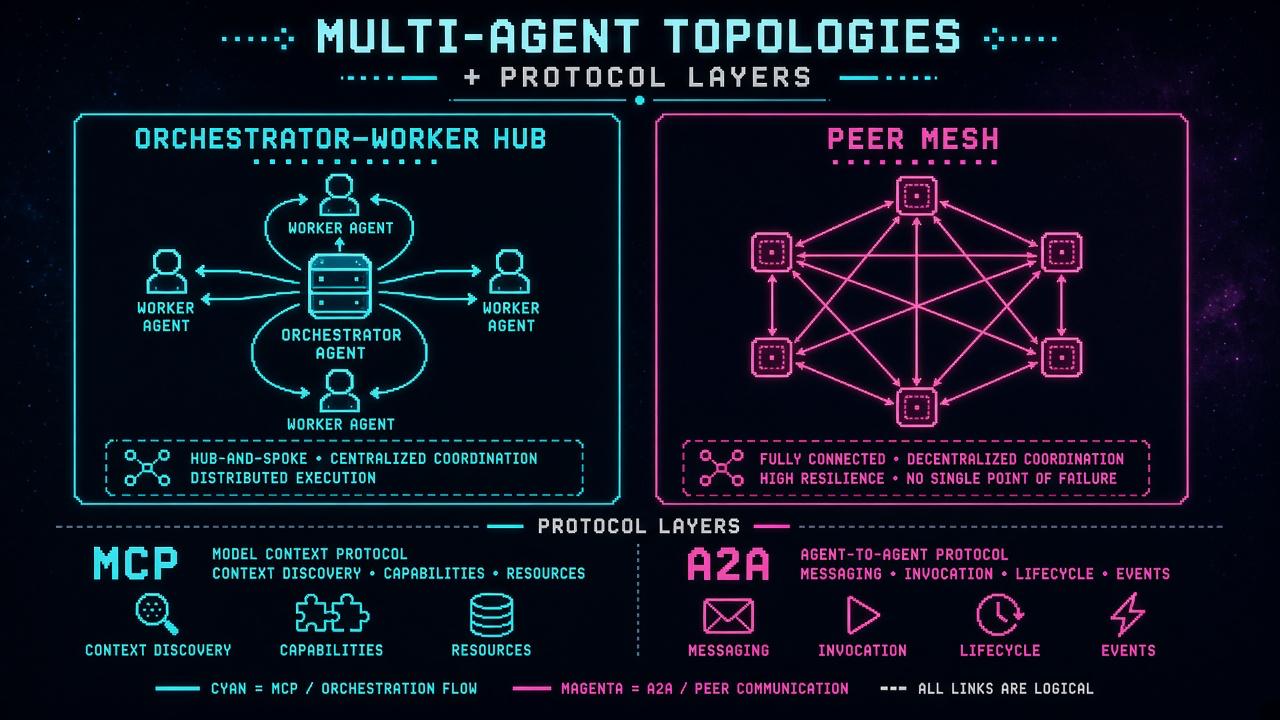 MULTI-AGENT TOPOLOGIES
+ PROTOCOL LAYERS
ORCHESTRATOR-WORKER HUB
WORKER AGENT
WORKER
AGENT
WORKER
AGENT
ORCHESTRATOR
AGENT
WORKER AGENT
HUB-AND-SPOKE • CENTRALIZED COORDINATION
DISTRIBUTED EXECUTION
PEER MESH
FULLY CONNECTED • DECENTRALIZED COORDINATION
HIGH RESILIENCE • NO SINGLE POINT OF FAILURE
PROTOCOL LAYERS
MCP
MODEL CONTEXT PROTOCOL
CONTEXT DISCOVERY • CAPABILITIES • RESOURCES
CONTEXT DISCOVERY
CAPABILITIES
RESOURCES
A2A
AGENT-TO-AGENT PROTOCOL
MESSAGING • INVOCATION • LIFECYCLE • EVENTS
MESSAGING
INVOCATION
LIFECYCLE
EVENTS
CYAN = MCP / ORCHESTRATION FLOW
MAGENTA = A2A / PEER COMMUNICATION
ALL LINKS ARE LOGICAL